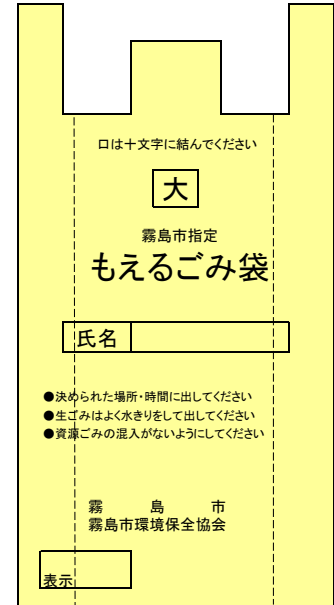 口は十文字に結んでください
大
霧島市指定
もえるごみ袋
氏名
●決められた場所・時間に出してください
●生ごみはよく水きりをして出してください
●資源ごみの混入がないようにしてください
霧　島　市
霧島市環境保全協会
表示